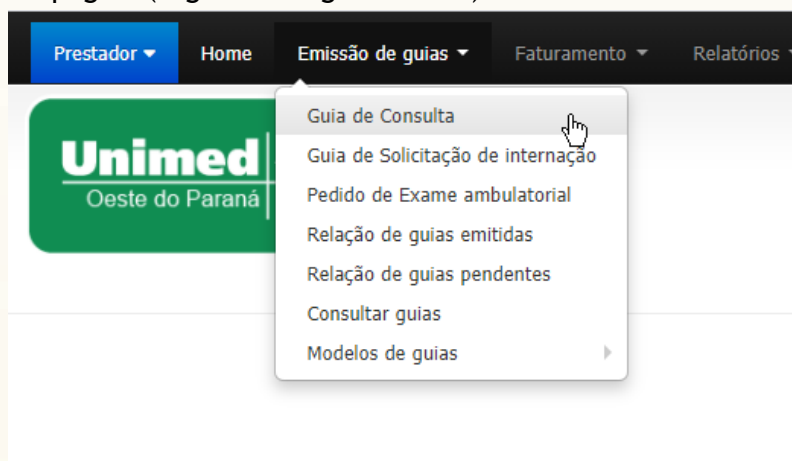 Prestador Home Emissão de guias Faturamento Relatórios
Guia de Consulta
Guia de Solicitação de internação
Pedido de Exame ambulatorial
Relação de guias emitidas
Relação de guias pendentes
Consultar guias
Modelos de guias
Unimed
Oeste do Paraná